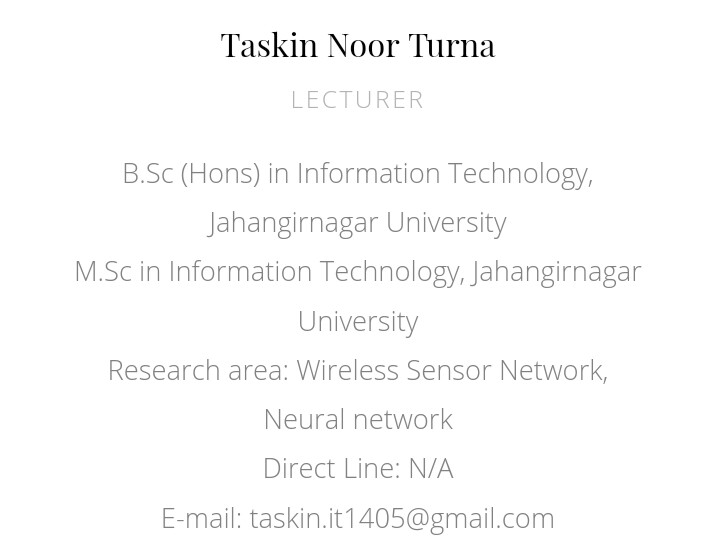 Taskin Noor Turna
LECTURER
B.Sc (Hons) in Information Technology,
Jahangirnagar University
M.Sc in Information Technology, Jahangirnagar
University
Research area: Wireless Sensor Network,
Neural network
Direct Line: N/A
E-mail: taskin.it1405@gmail.com